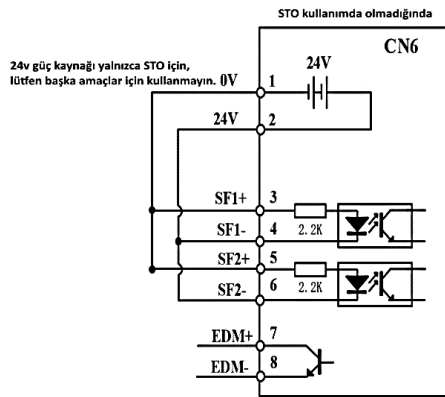 STO kullanımda olmadığında
CN6
24v güç kaynağı yalnızca STO için,
lütfen başka amaçlar için kullanmayın.
0V 1 24V
24V 2
SF1+ 3
2.2K
SF1- 4
SF2+ 5
2.2K
SF2- 6
EDM+ 7
EDM- 8